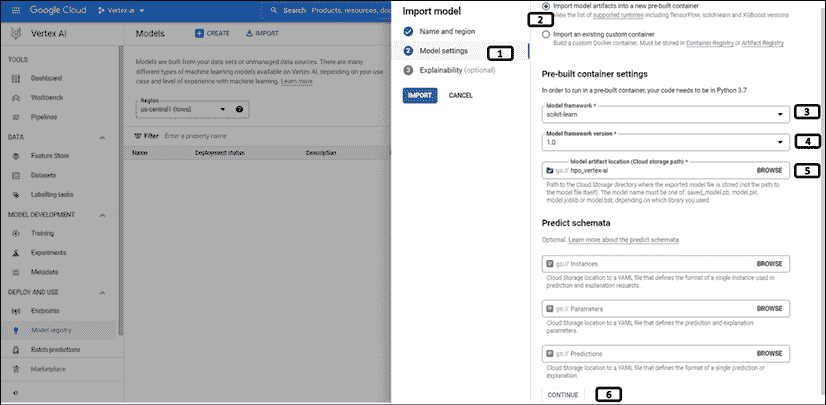 Google Cloud
Vertex-ai
Search Products, resources, do
Vertex AI
Models
CREATE
IMPORT
TOOLS
Dashboard
Workbench
Pipelines
DATA
Feature Store
Datasets
Labelling tasks
MODEL DEVELOPMENT
Training
Experiments
Metadata
DEPLOY AND USE
Endpoints
Model registry
Batch predictions
Marketplace
Models are built from your data sets or unmanaged data sources. There are many
different types of machine learning models available on Vertex AI, depending on your use
case and level of experience with machine learning. Learn more
Region
us-central1 (Iowa)
Filter Enter a property name
Name Deployment status Description
Import model
Name and region
2 Model settings
1
3 Explainability (optional)
IMPORT
CANCEL
Import model artifacts into a new pre-built container
2
View the list of supported runtimes including TensorFlow, scikit-learn and XGBoost versions
Import an existing custom container
Build a custom Docker container. Must be stored in Container Registry or Artifact
Registry
Pre-built container settings
In order to run in a pre-built container, your code needs to be in Python 3.7
Model framework *
scikit-learn
3
Model framework version *
1.0
4
Model artifact location (Cloud storage path) *
gs:// hpo_vertex-ai
BROWSE
5
Path to the Cloud Storage directory where the exported model file is stored (not the path to
the model file itself). The model name must be one of: saved_model.pb, model.pkl,
model.joblib or model.bst, depending on which library you used.
Predict schemata
Optional. Learn more about the predict schemata
gs:// Instances
BROWSE
Cloud Storage location to a YAML file that defines the format of a single instance used in
prediction and explanation requests.
gs:// Parameters
BROWSE
Cloud Storage location to a YAML file that defines the prediction and explanation
parameters.
gs:// Predictions
BROWSE
Cloud Storage location to a YAML file that defines the format of a single prediction or
explanation.
CONTINUE
6